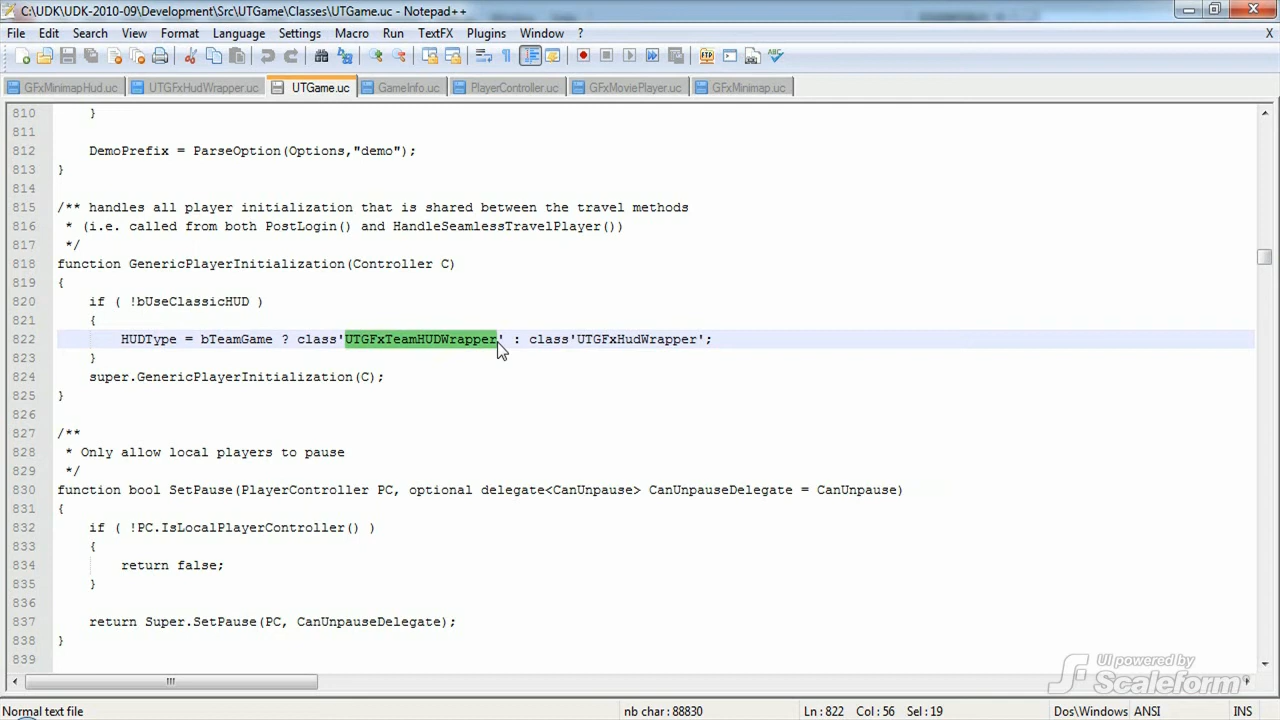 C:\UDK\UDK-2010-09\Development\Src\UTGame\Classes\UTGame.uc - Notepad++
File Edit Search View Format Language Settings Macro Run TextFX Plugins Window ? X
GFxMinimapHud.uc UTGFxHudWrapper.uc UTGame.uc GameInfo.uc PlayerController.uc GFxMoviePlayer.uc GFxMinimap.uc
810 }
811
812 DemoPrefix = ParseOption(Options,"demo");
813 }
814
815 /** handles all player initialization that is shared between the travel methods
816 * (i.e. called from both PostLogin() and HandleSeamlessTravelPlayer())
817 */
818 function GenericPlayerInitialization(Controller C)
819 {
820 if ( !bUseClassicHUD )
821 {
822 HUDType = bTeamGame ? class'UTGFxTeamHUDWrapper' : class'UTGFxHudWrapper';
823 }
824 super.GenericPlayerInitialization(C);
825 }
826
827 /**
828 * Only allow local players to pause
829 */
830 function bool SetPause(PlayerController PC, optional delegate<CanUnpause> CanUnpauseDelegate = CanUnpause)
831 {
832 if ( !PC.IsLocalPlayerController() )
833 {
834 return false;
835 }
836
837 return Super.SetPause(PC, CanUnpauseDelegate);
838 }
839
UI powered by
Scaleform
Normal text file nb char : 88830 Ln : 822 Col : 56 Sel : 19 Dos\Windows ANSI INS